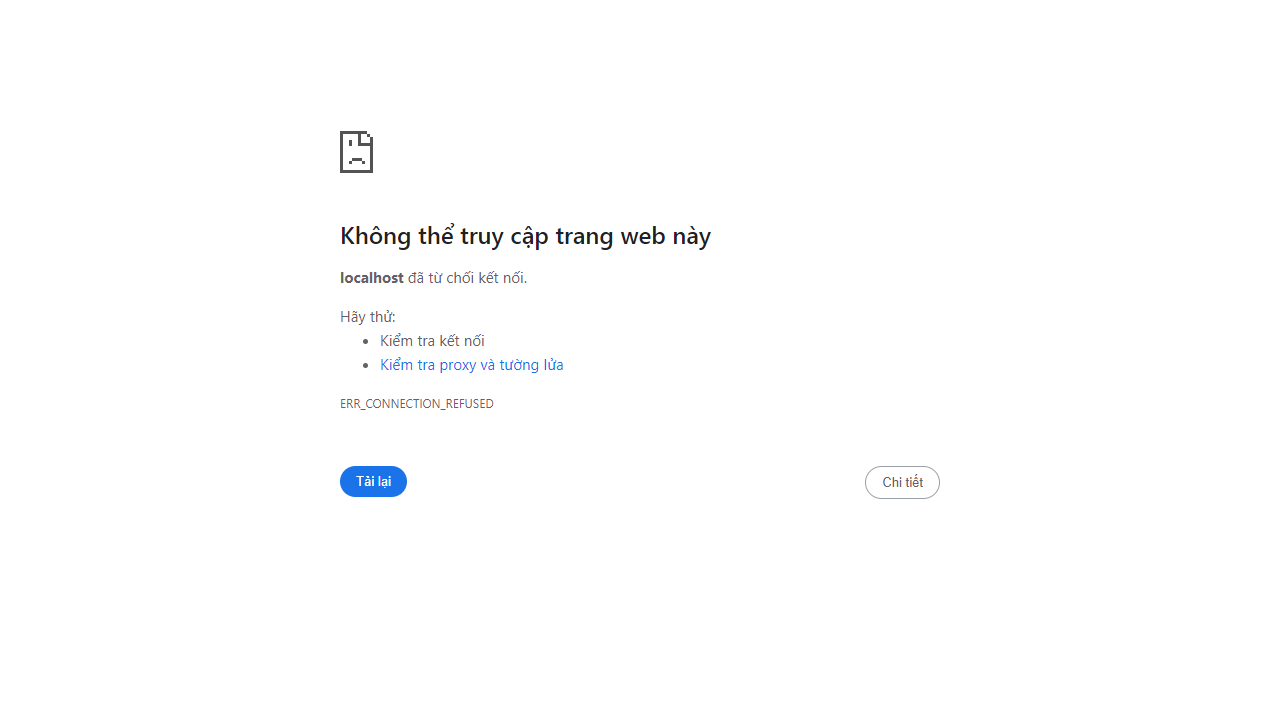 Không thể truy cập trang web này
localhost đã từ chối kết nối.
Hãy thử:
Kiểm tra kết nối
Kiểm tra proxy và tường lửa
ERR_CONNECTION_REFUSED
Tải lại
Chi tiết